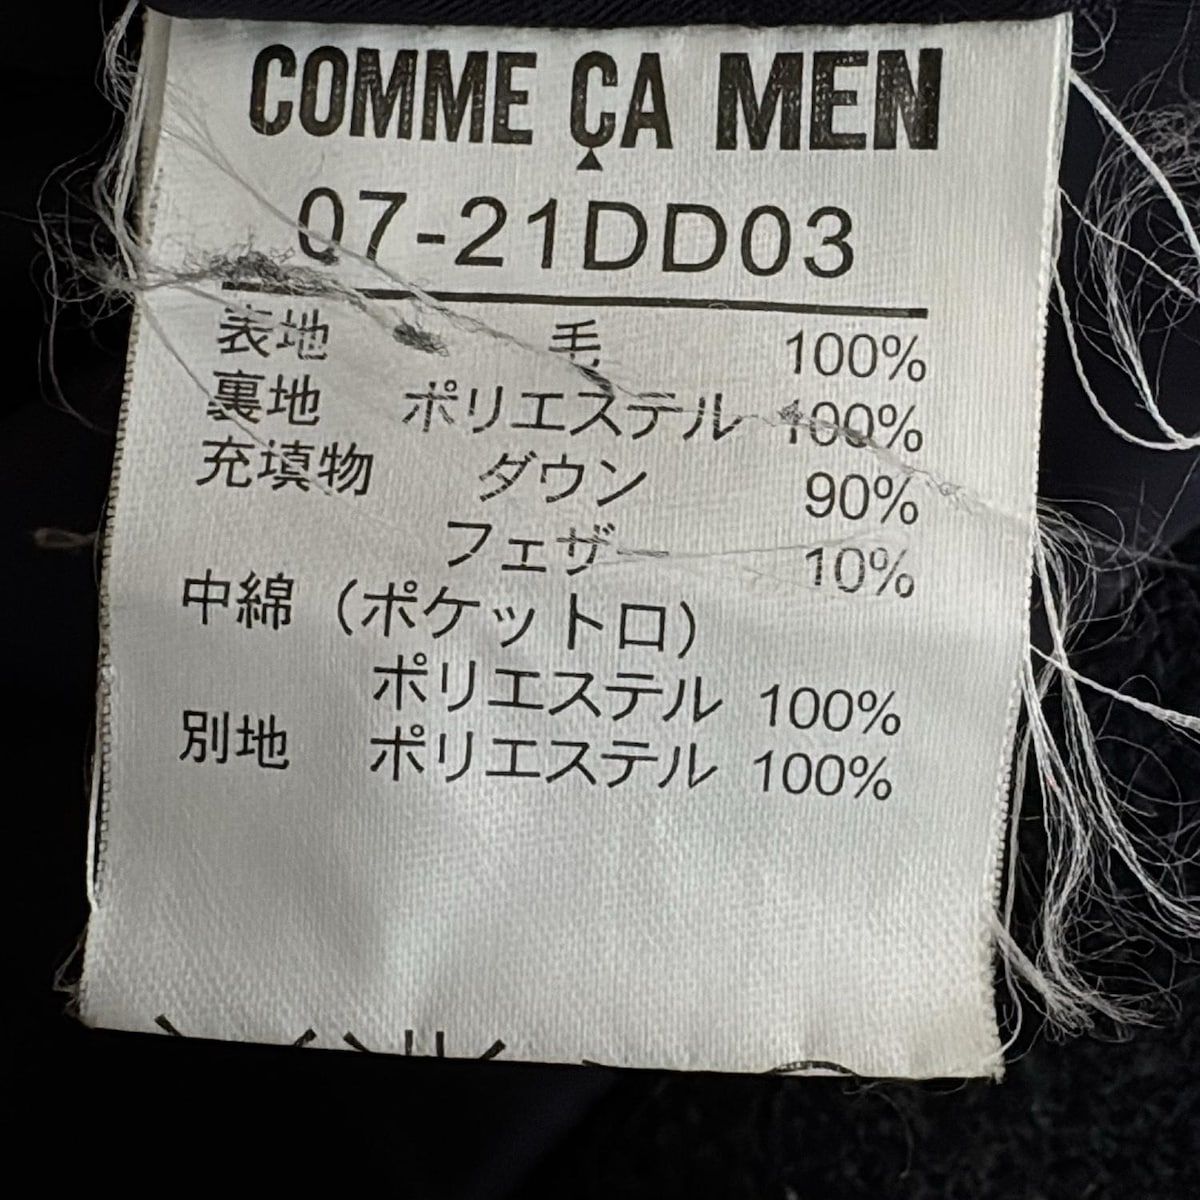 COMME ÇA MEN
07-21DD03
表地 毛 100%
裏地 ポリエステル 100%
充填物 ダウン 90%
フェザー 10%
中綿（ポケット口）
ポリエステル 100%
別地 ポリエステル 100%